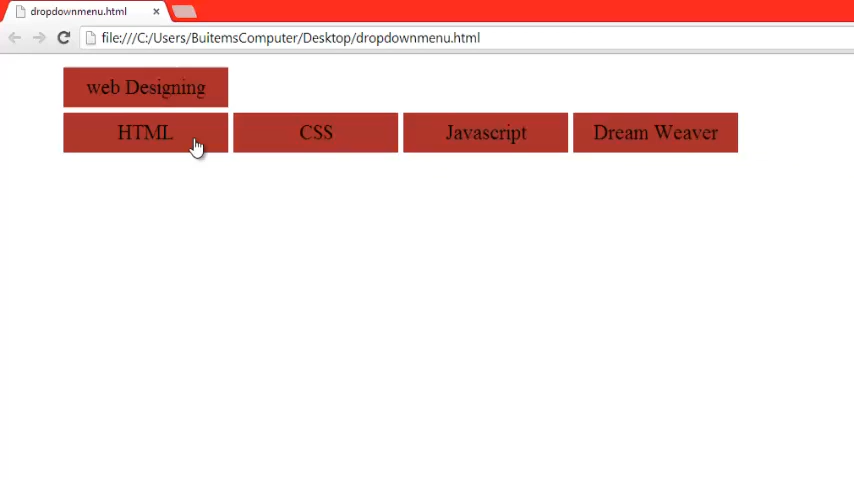 dropdownmenu.html
file:///C:/Users/BuitemsComputer/Desktop/dropdownmenu.html
web Designing
HTML CSS Javascript Dream Weaver